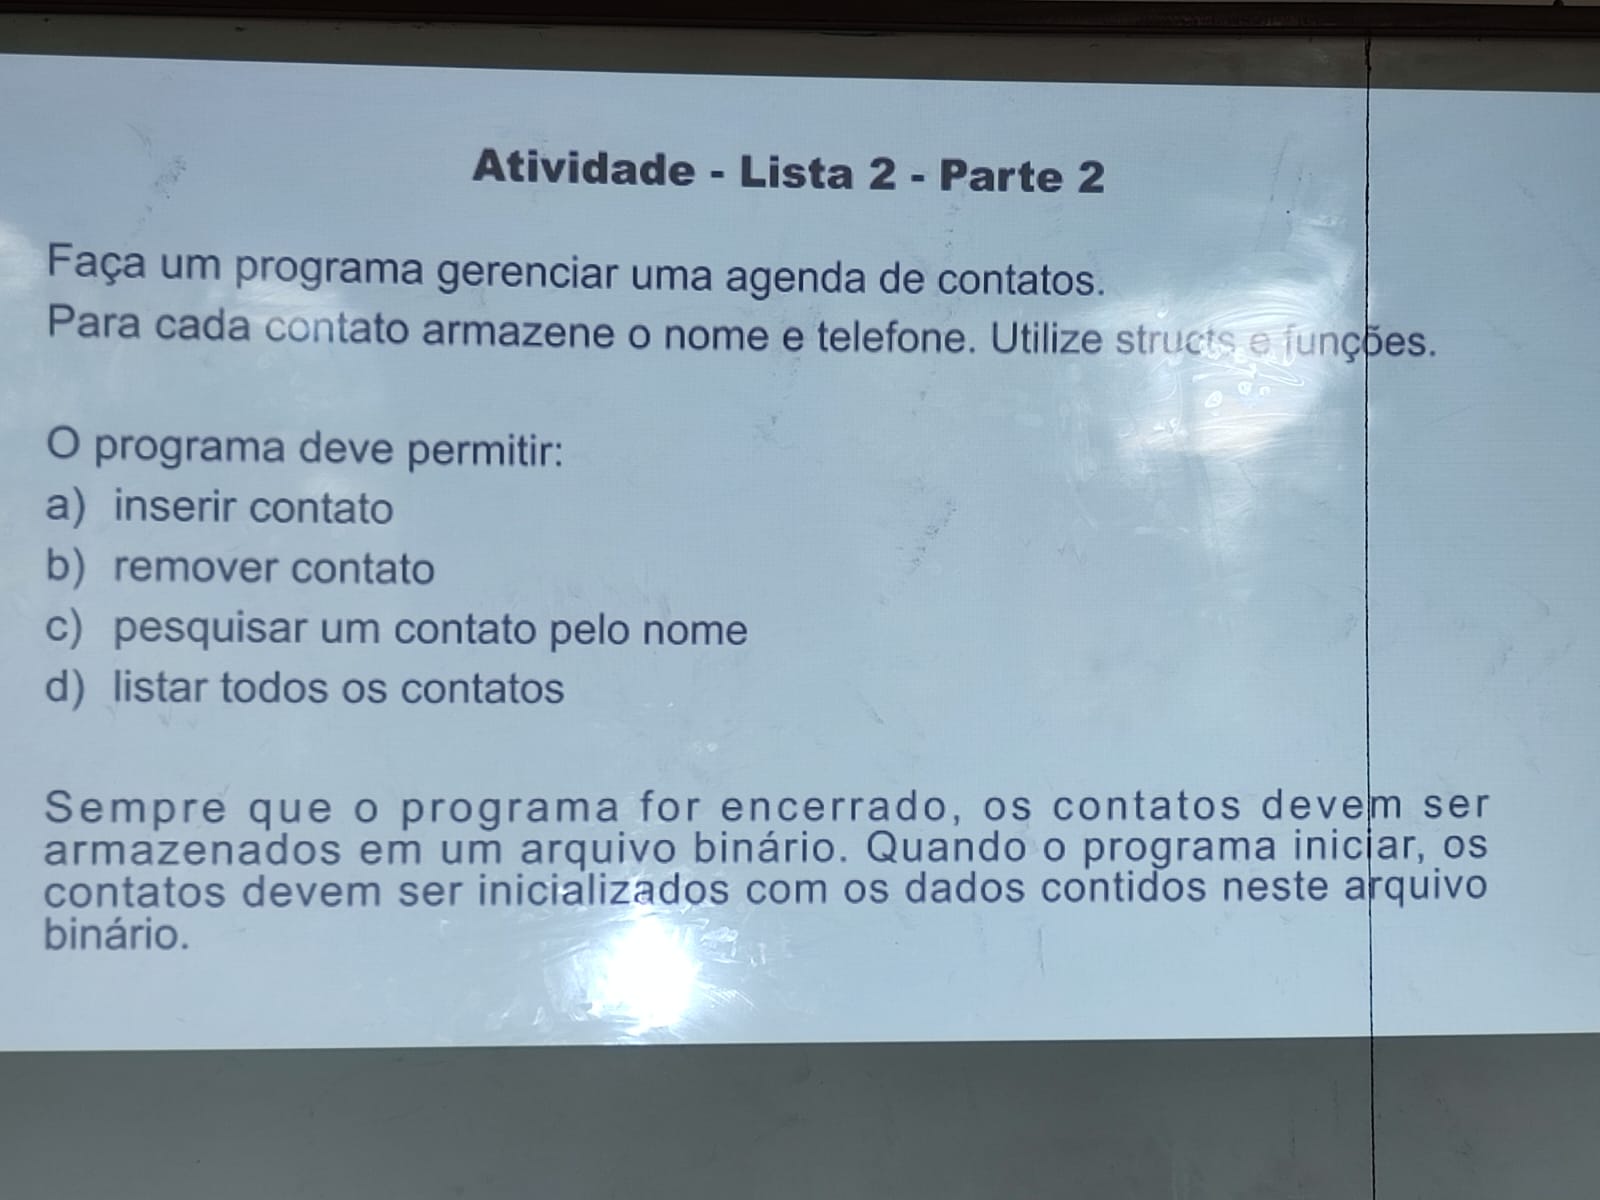 Atividade - Lista 2 - Parte 2
Faça um programa gerenciar uma agenda de contatos.
Para cada contato armazene o nome e telefone. Utilize structs e funções.
O programa deve permitir:
a) inserir contato
b) remover contato
c) pesquisar um contato pelo nome
d) listar todos os contatos
Sempre que o programa for encerrado, os contatos devem ser
armazenados em um arquivo binário. Quando o programa iniciar, os
contatos devem ser inicializados com os dados contidos neste arquivo
binário.